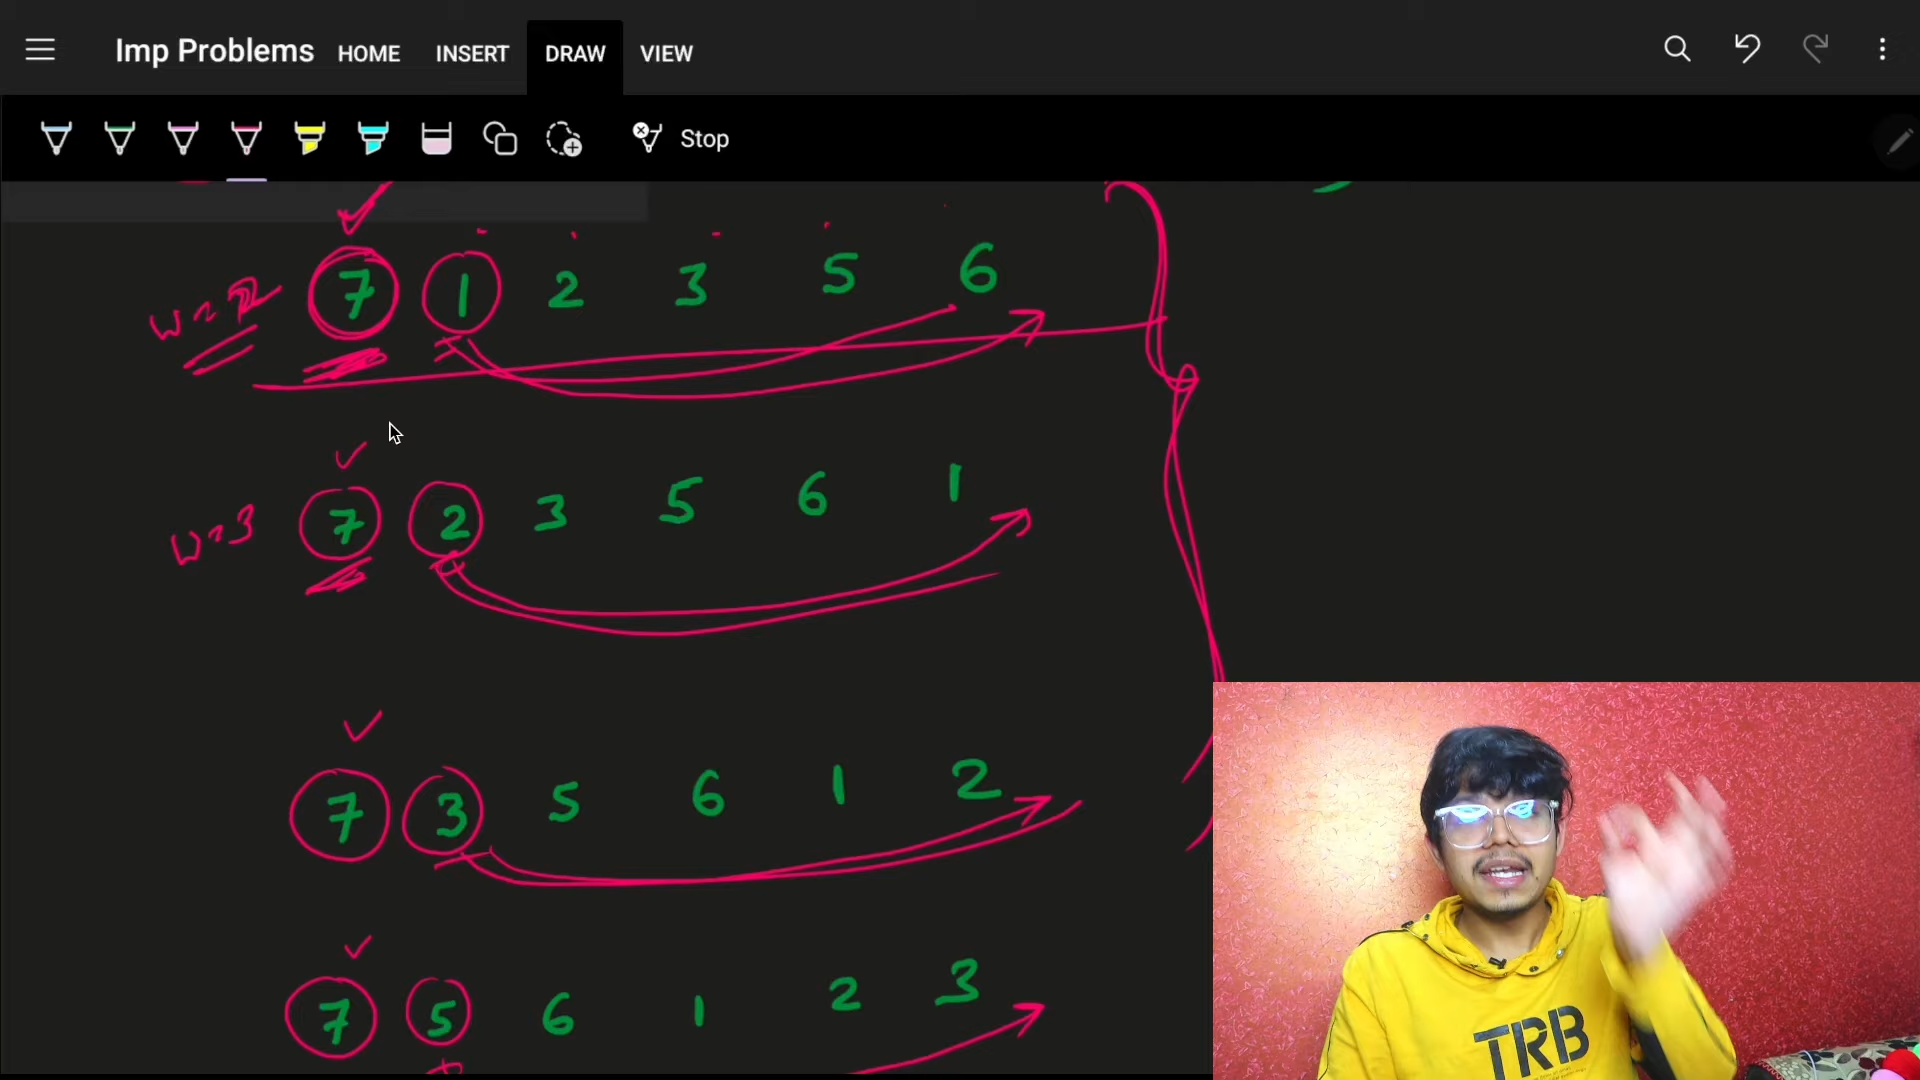 Imp Problems HOME INSERT DRAW VIEW
Stop
7 1 2 3 5 6
w=3 7 2 3 5 6 1
7 3 5 6 1 2
7 5 6 1 2 3
TRB